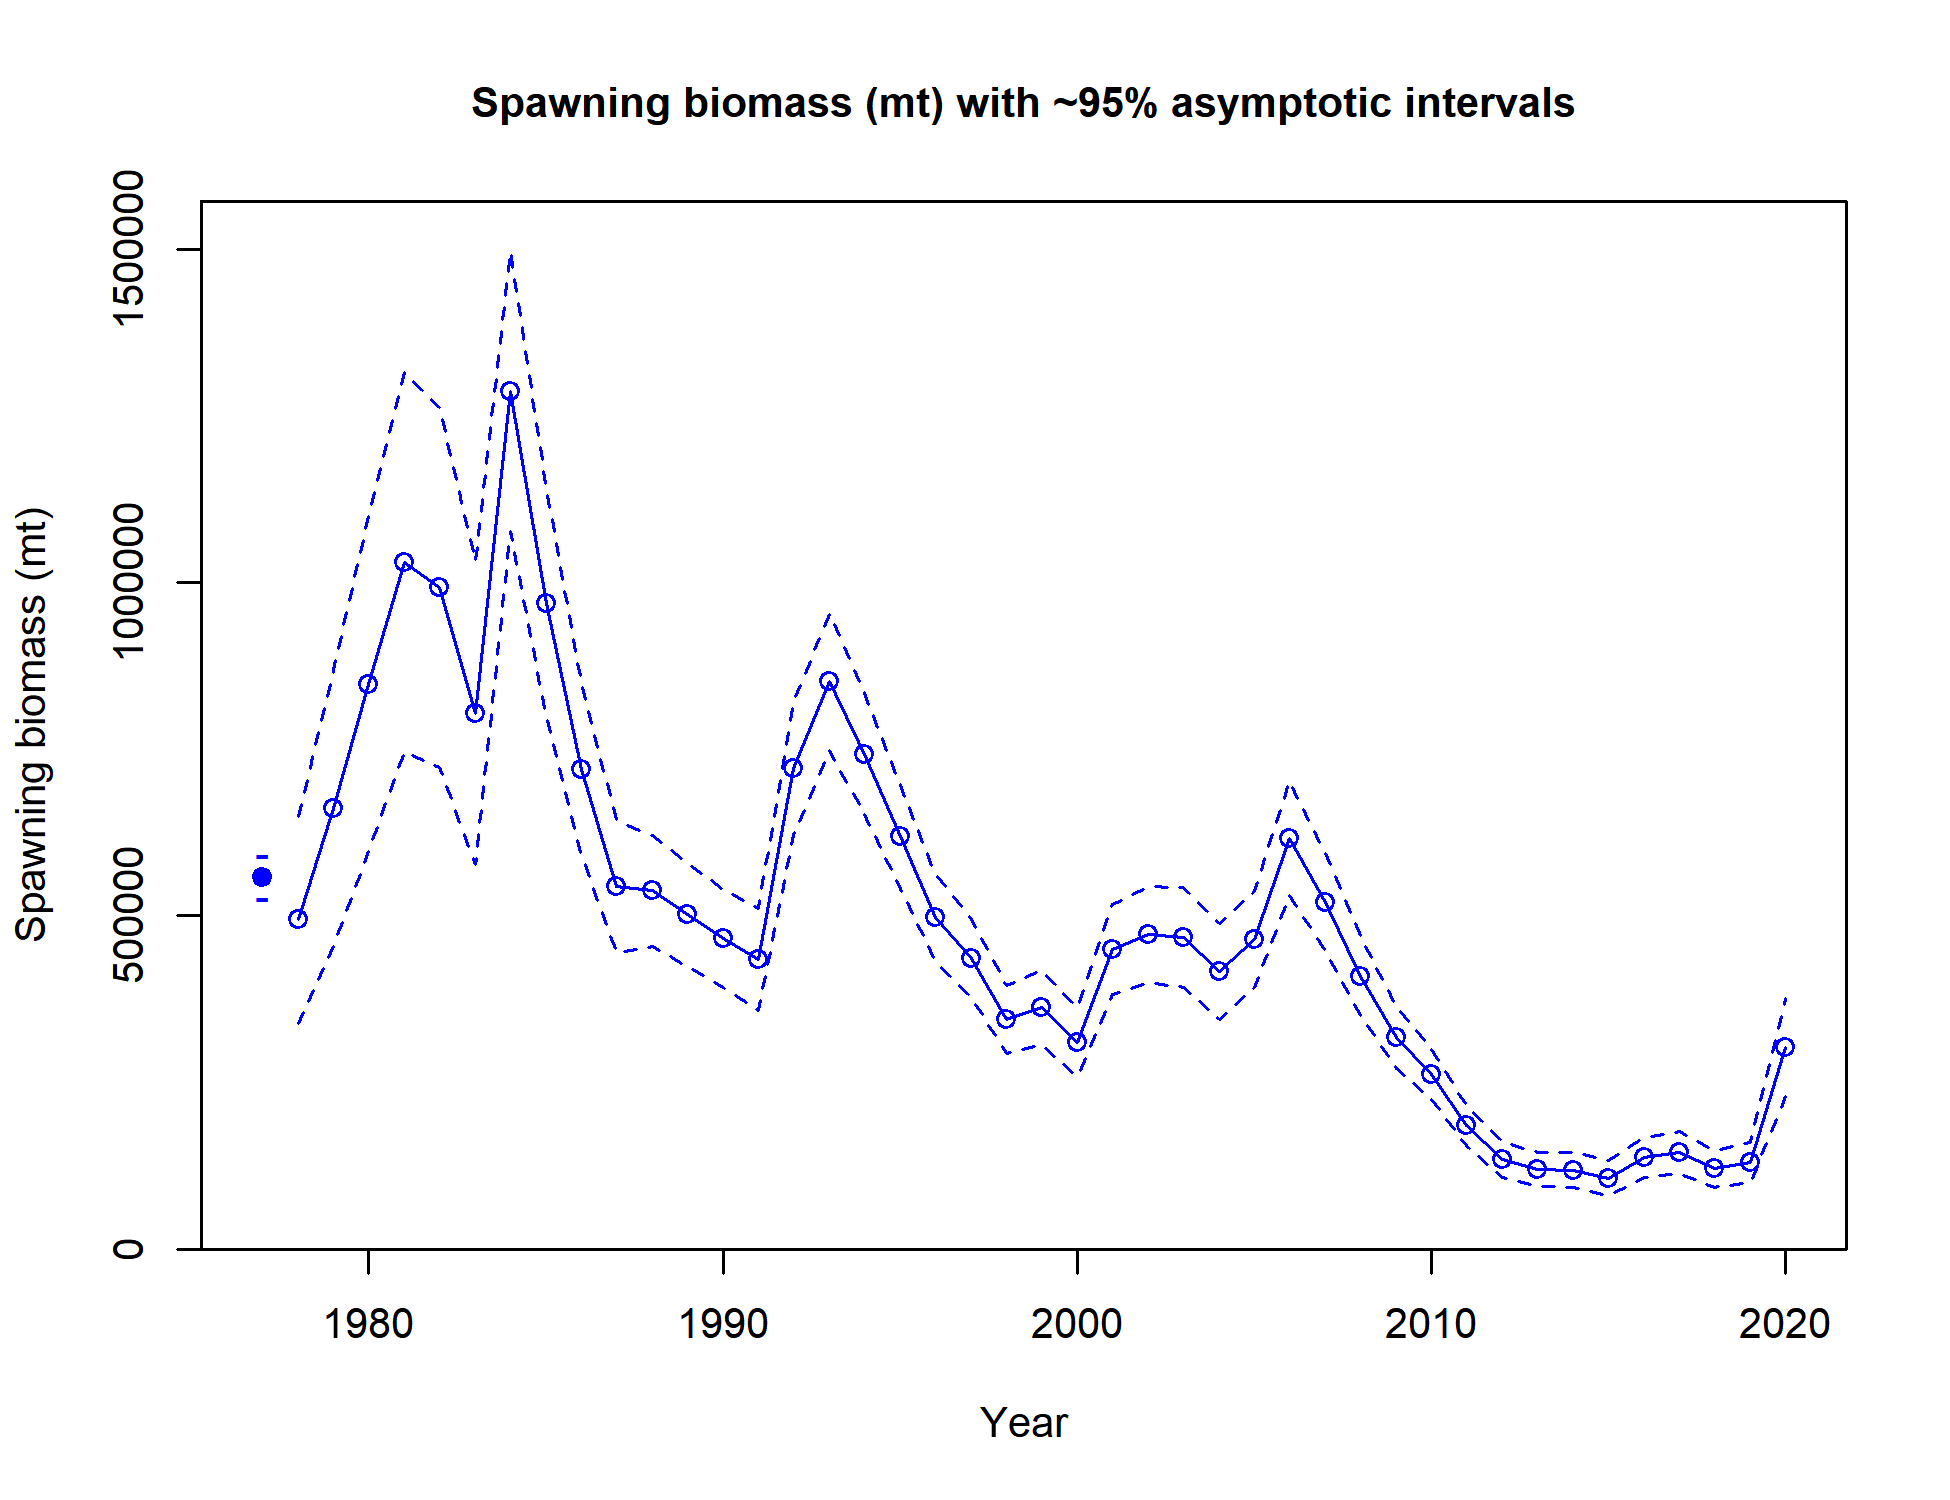 Spawning biomass (mt) with ~95% asymptotic intervals
Spawning biomass (mt)
1500000
1000000
500000
0
1980 1990 2000 2010 2020
Year